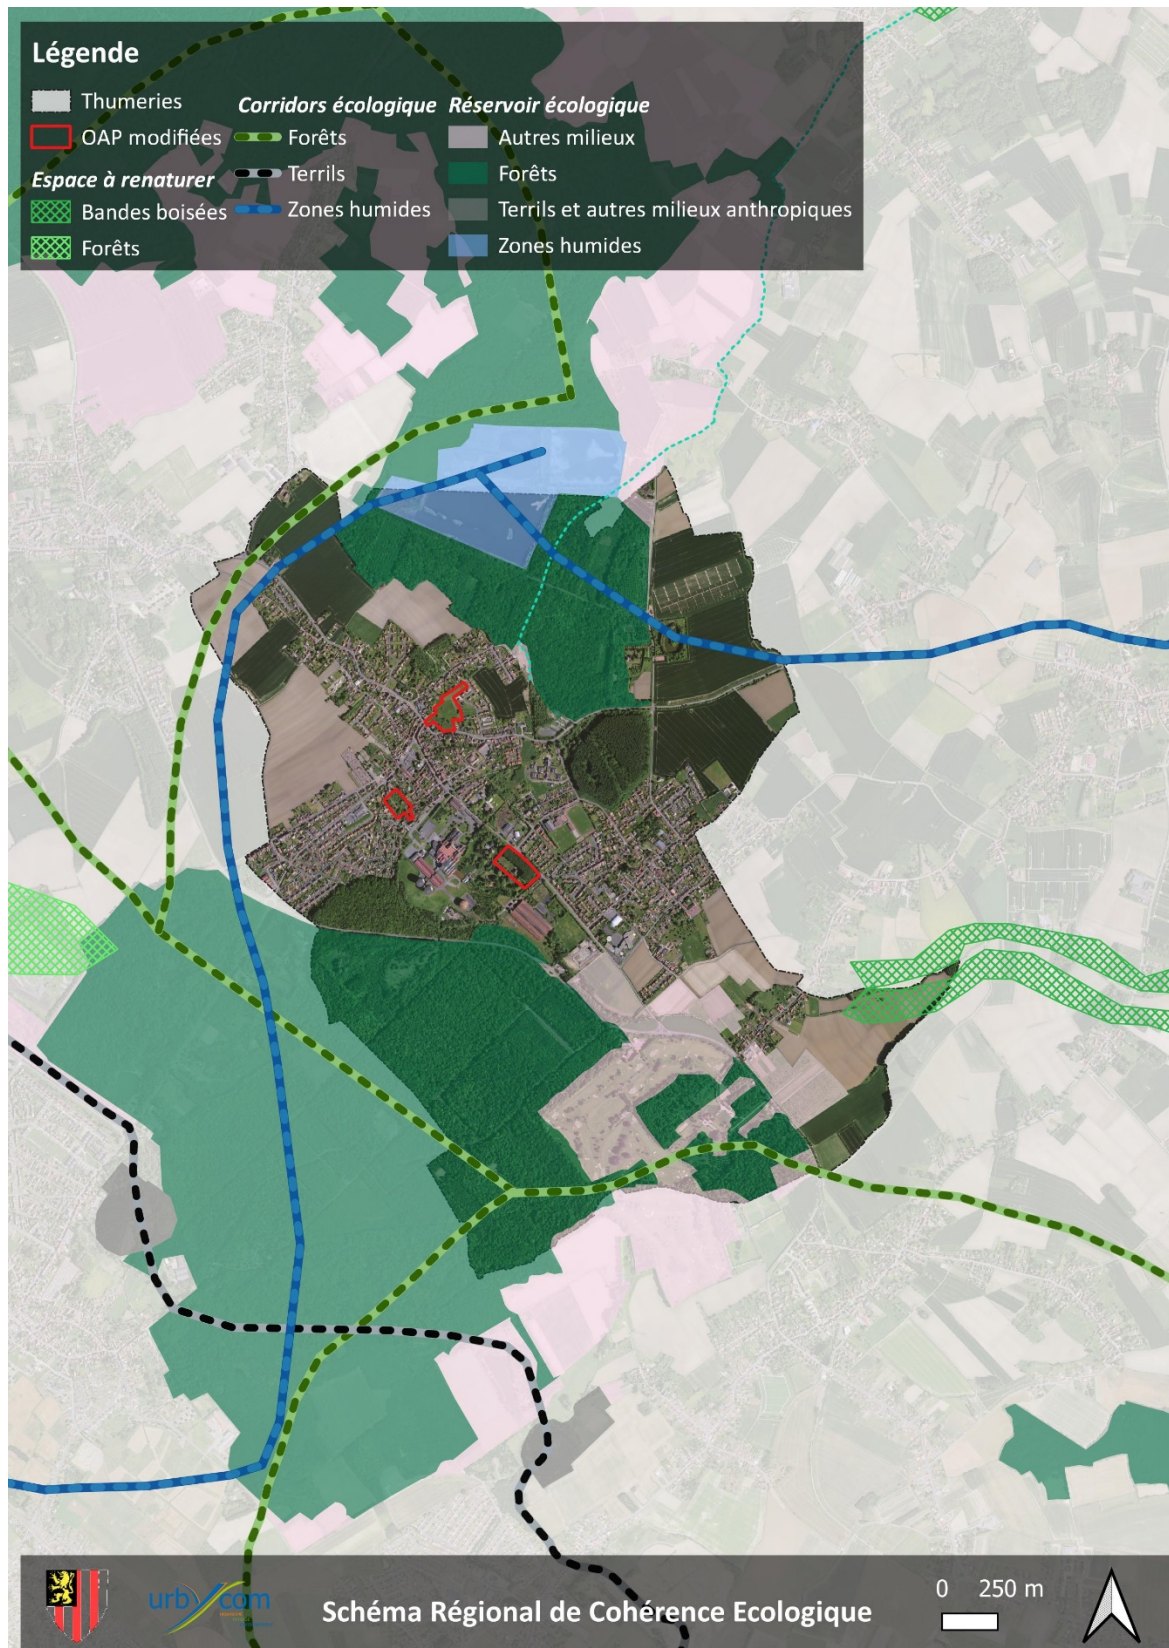 Légende
Thumeries
OAP modifiées
Espace à renaturer
Bandes boisées
Forêts
Corridors écologique
Forêts
Terrils
Zones humides
Réservoir écologique
Autres milieux
Forêts
Terrils et autres milieux anthropiques
Zones humides
urbycom
Schéma Régional de Cohérence Ecologique
0 250 m